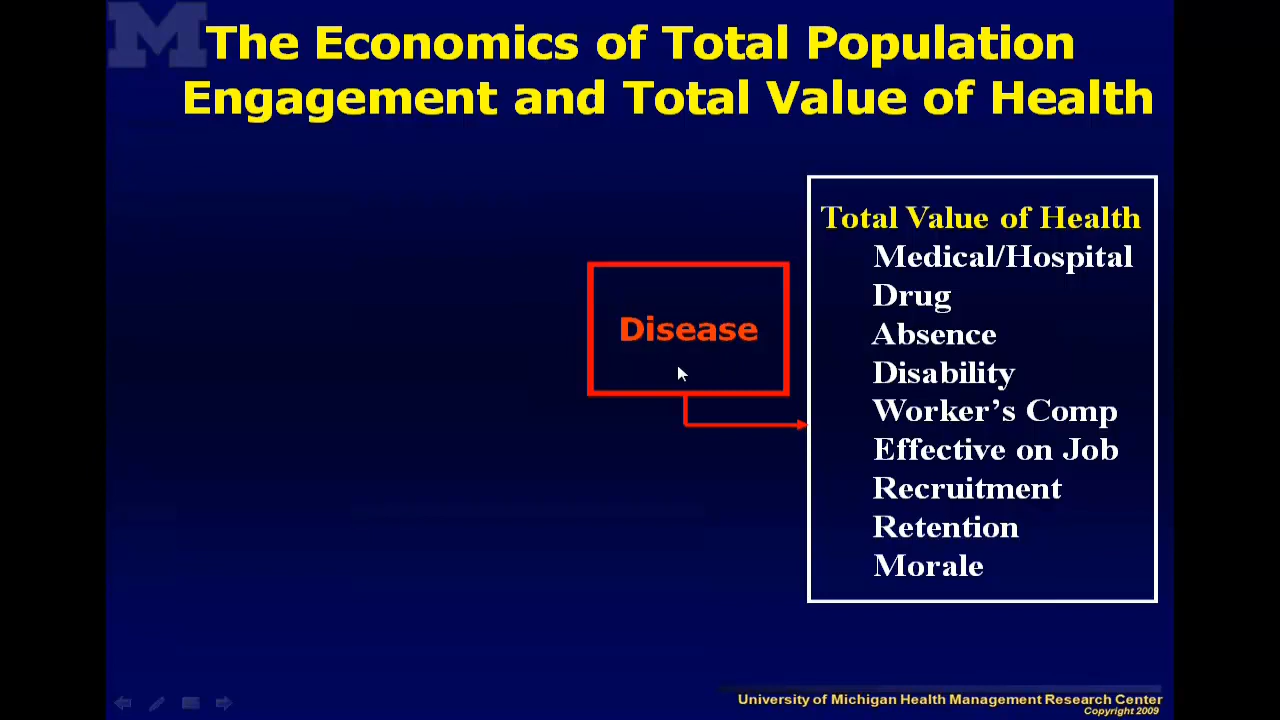 M
The Economics of Total Population
Engagement and Total Value of Health
Disease
Total Value of Health
Medical/Hospital
Drug
Absence
Disability
Worker’s Comp
Effective on Job
Recruitment
Retention
Morale
University of Michigan Health Management Research Center
Copyright 2009